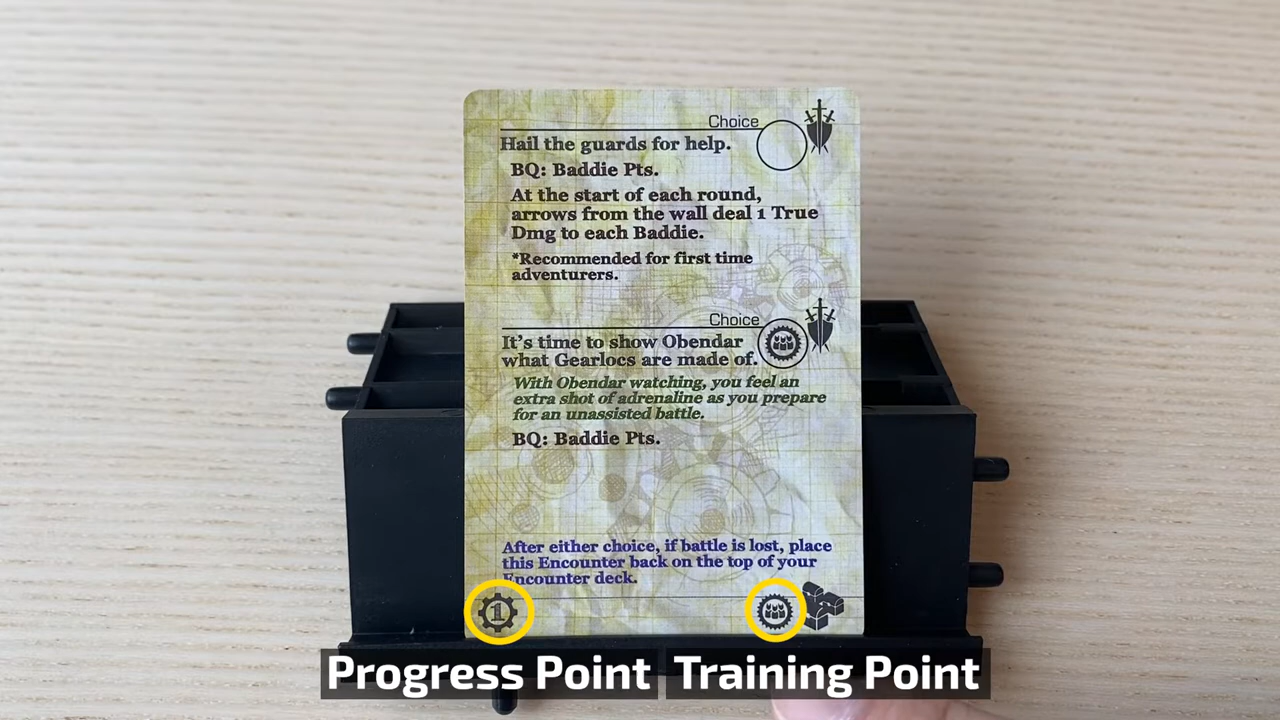 Choice
Hail the guards for help.
BQ: Baddie Pts.
At the start of each round,
arrows from the wall deal 1 True
Dmg to each Baddie.
*Recommended for first time
adventurers.
Choice
It's time to show Obendar
what Gearlocs are made of.
With Obendar watching, you feel an
extra shot of adrenaline as you prepare
for an unassisted battle.
BQ: Baddie Pts.
After either choice, if battle is lost, place
this Encounter back on the top of your
Encounter deck.
1
Progress Point Training Point